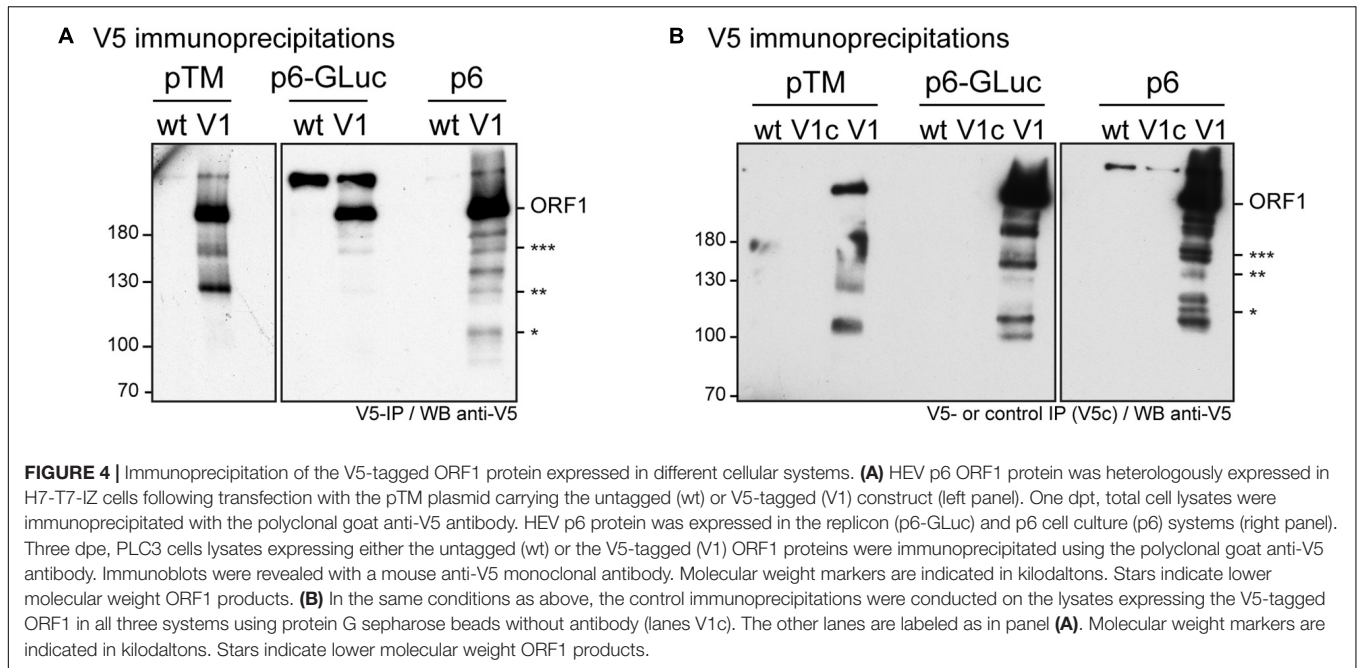 A V5 immunoprecipitations
pTM p6-GLuc p6
wt V1 wt V1 wt V1
ORF1
180
***
130
**
*
100
70
V5-IP / WB anti-V5
B V5 immunoprecipitations
pTM p6-GLuc p6
wt V1c V1 wt V1c V1 wt V1c V1
ORF1
180
***
**
130
*
100
70
V5- or control IP (V5c) / WB anti-V5
FIGURE 4 | Immunoprecipitation of the V5-tagged ORF1 protein expressed in different cellular systems. (A) HEV p6 ORF1 protein was heterologously expressed in
H7-T7-IZ cells following transfection with the pTM plasmid carrying the untagged (wt) or V5-tagged (V1) construct (left panel). One dpt, total cell lysates were
immunoprecipitated with the polyclonal goat anti-V5 antibody. HEV p6 protein was expressed in the replicon (p6-GLuc) and p6 cell culture (p6) systems (right panel).
Three dpe, PLC3 cells lysates expressing either the untagged (wt) or the V5-tagged (V1) ORF1 proteins were immunoprecipitated using the polyclonal goat anti-V5
antibody. Immunoblots were revealed with a mouse anti-V5 monoclonal antibody. Molecular weight markers are indicated in kilodaltons. Stars indicate lower
molecular weight ORF1 products. (B) In the same conditions as above, the control immunoprecipitations were conducted on the lysates expressing the V5-tagged
ORF1 in all three systems using protein G sepharose beads without antibody (lanes V1c). The other lanes are labeled as in panel (A). Molecular weight markers are
indicated in kilodaltons. Stars indicate lower molecular weight ORF1 products.